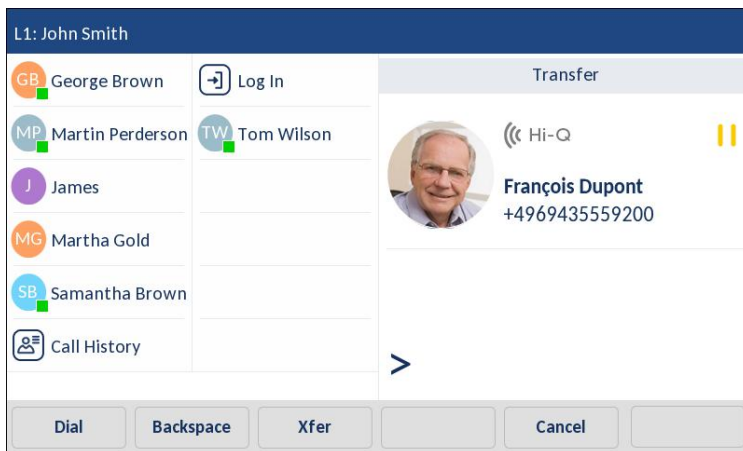 L1: John Smith
GB George Brown
Log In
MP Martin Perderson
TW Tom Wilson
J James
MG Martha Gold
SB Samantha Brown
Call History
Transfer
Hi-Q
François Dupont
+4969435559200
>
Dial
Backspace
Xfer
Cancel